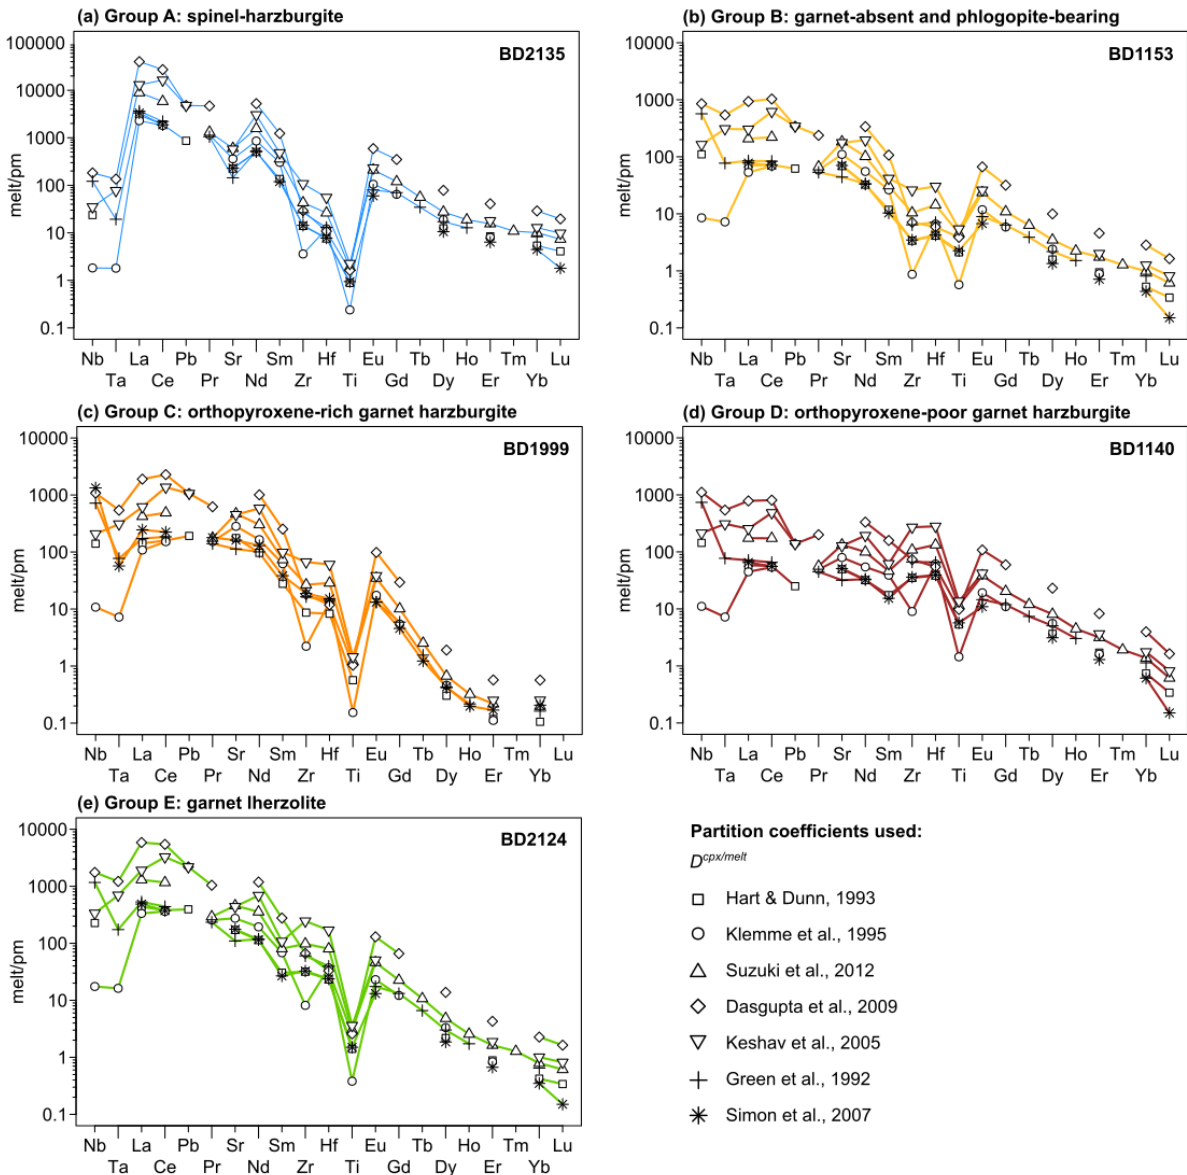 (a) Group A: spinel-harzburgite
BD2135
melt/pm
100000
10000
1000
100
10
1
0.1
Nb La Pb Sr Sm Hf Eu Tb Ho Tm Lu
Ta Ce Pr Nd Zr Ti Gd Dy Er Yb
(b) Group B: garnet-absent and phlogopite-bearing
BD1153
melt/pm
10000
1000
100
10
1
0.1
Nb La Pb Sr Sm Hf Eu Tb Ho Tm Lu
Ta Ce Pr Nd Zr Ti Gd Dy Er Yb
(c) Group C: orthopyroxene-rich garnet harzburgite
BD1999
melt/pm
10000
1000
100
10
1
0.1
Nb La Pb Sr Sm Hf Eu Tb Ho Tm Lu
Ta Ce Pr Nd Zr Ti Gd Dy Er Yb
(d) Group D: orthopyroxene-poor garnet harzburgite
BD1140
melt/pm
10000
1000
100
10
1
0.1
Nb La Pb Sr Sm Hf Eu Tb Ho Tm Lu
Ta Ce Pr Nd Zr Ti Gd Dy Er Yb
(e) Group E: garnet lherzolite
BD2124
melt/pm
10000
1000
100
10
1
0.1
Nb La Pb Sr Sm Hf Eu Tb Ho Tm Lu
Ta Ce Pr Nd Zr Ti Gd Dy Er Yb
Partition coefficients used:
D^cpx/melt
Hart & Dunn, 1993
Klemme et al., 1995
Suzuki et al., 2012
Dasgupta et al., 2009
Keshav et al., 2005
Green et al., 1992
Simon et al., 2007